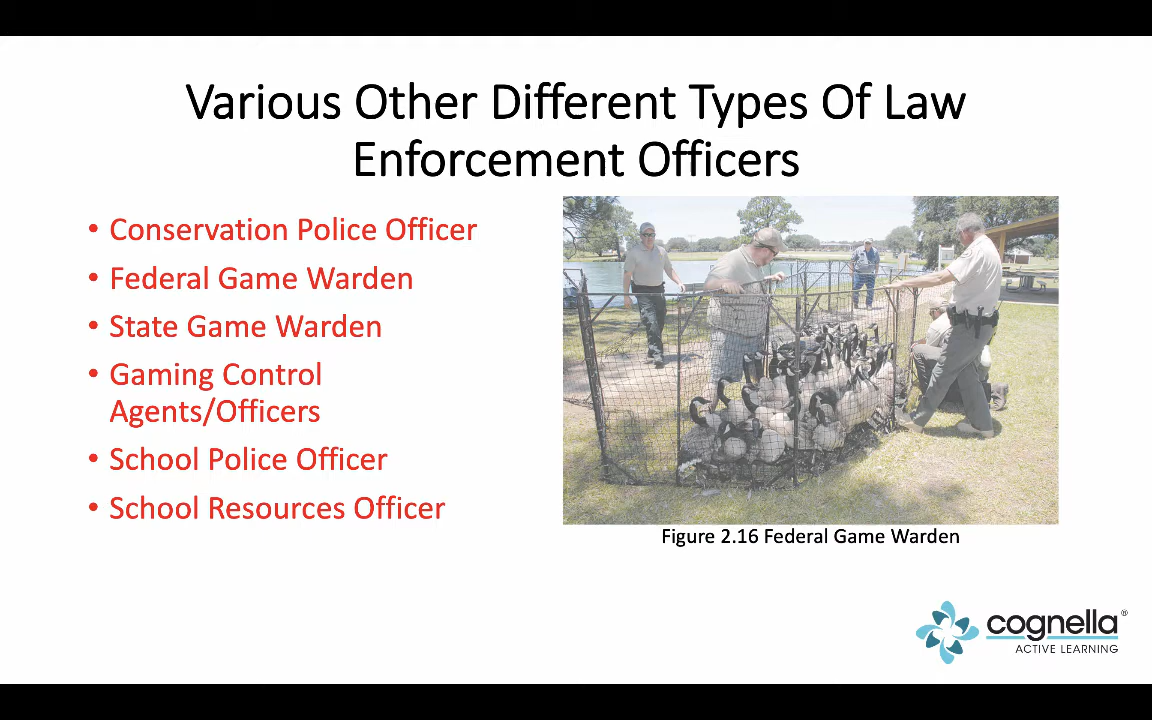 Various Other Different Types Of Law
Enforcement Officers
• Conservation Police Officer
• Federal Game Warden
• State Game Warden
• Gaming Control
Agents/Officers
• School Police Officer
• School Resources Officer
Figure 2.16 Federal Game Warden
cognella®
ACTIVE LEARNING